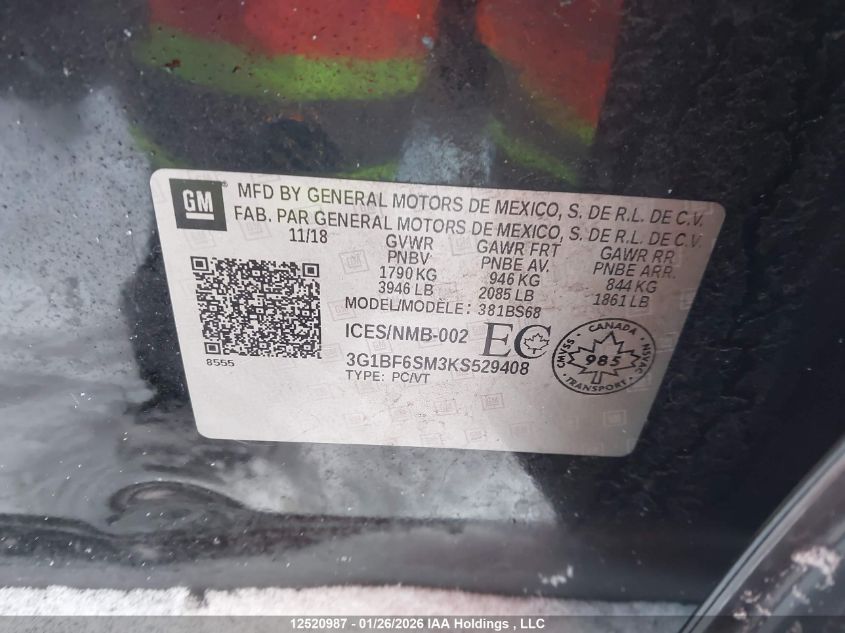 GM
MFD BY GENERAL MOTORS DE MEXICO, S. DE R.L. DE C.V.
FAB. PAR GENERAL MOTORS DE MEXICO, S. DE R.L. DE C.V.
11/18 GVWR GAWR FRT GAWR RR
PNBV PNBE AV. PNBE ARR.
1790 KG 946 KG 844 KG
3946 LB 2085 LB 1861 LB
MODEL/MODÈLE: 381BS68
ICES/NMB-002 EC
8555
3G1BF6SM3KS529408
TYPE: PC/VT
CANADA
CMVSS 985 NSVAC
TRANSPORT
12520987 - 01/26/2026 IAA Holdings , LLC